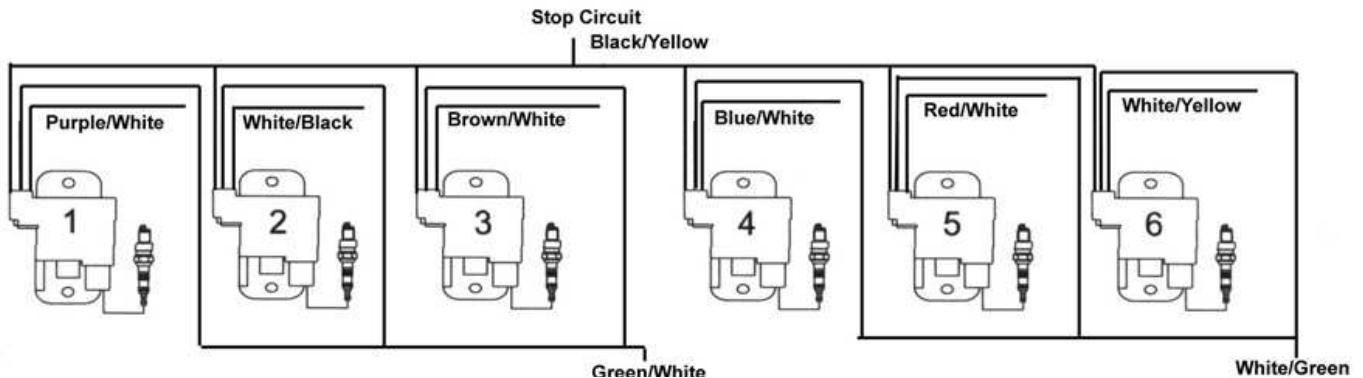 Stop Circuit
Black/Yellow
Purple/White
White/Black
Brown/White
Blue/White
Red/White
White/Yellow
1
2
3
4
5
6
Green/White
White/Green